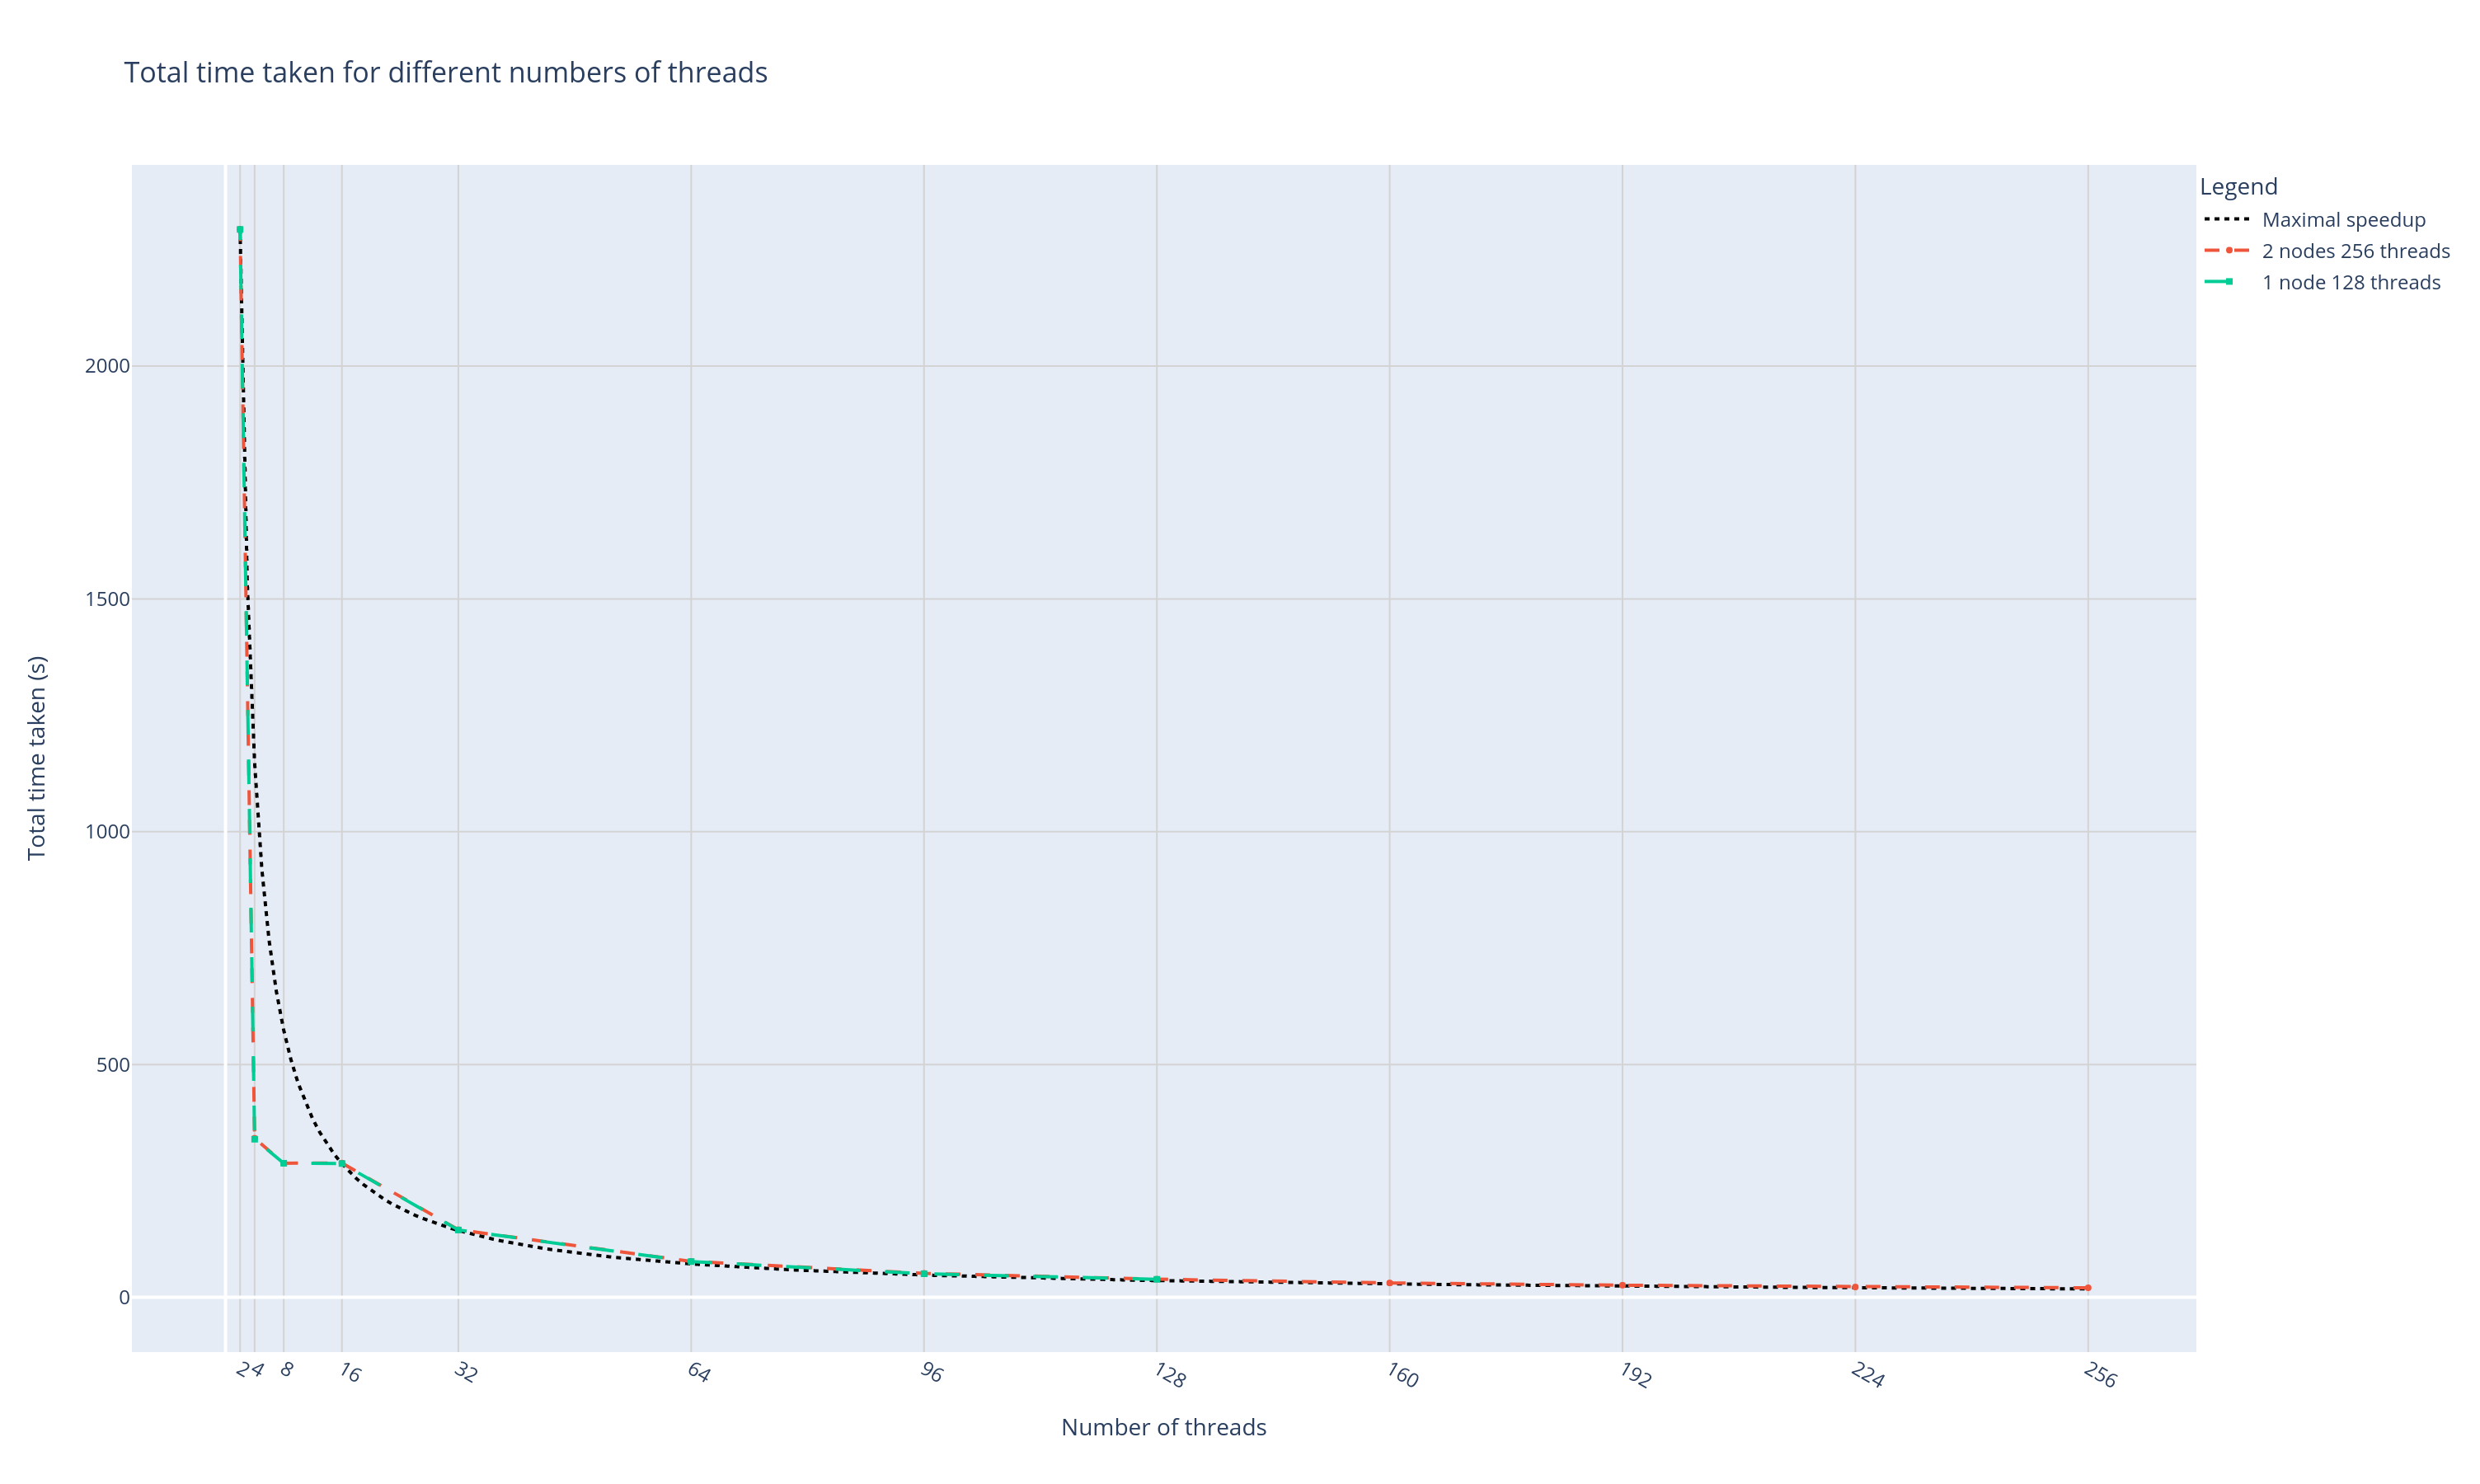 Total time taken for different numbers of threads
Legend
Maximal speedup
2 nodes 256 threads
1 node 128 threads
Total time taken (s)
2000
1500
1000
500
0
2 4 8 16 32 64 96 128 160 192 224 256
Number of threads